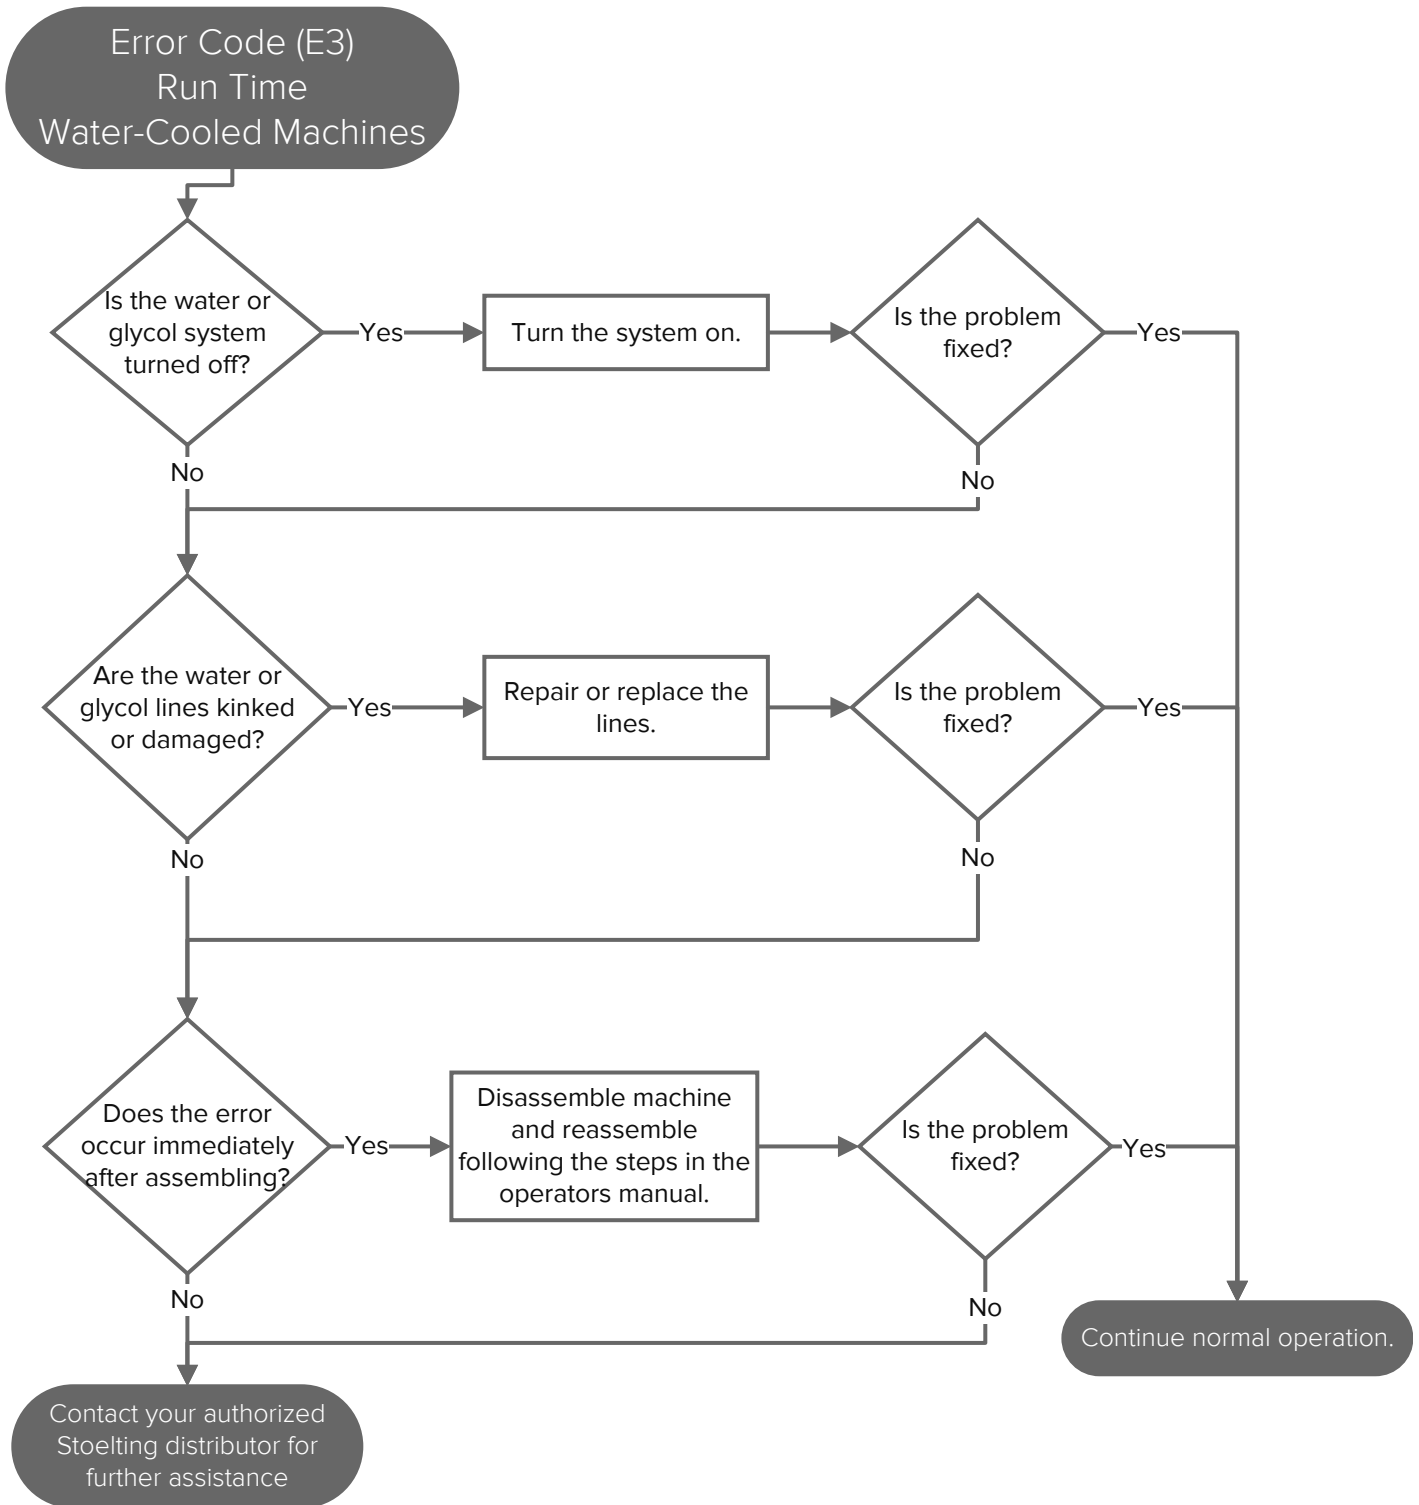 Error Code (E3)
Run Time
Water-Cooled Machines
Is the water or
glycol system
turned off?
Yes
Turn the system on.
Is the problem
fixed?
Yes
No
No
Are the water or
glycol lines kinked
or damaged?
Yes
Repair or replace the
lines.
Is the problem
fixed?
Yes
No
No
Does the error
occur immediately
after assembling?
Yes
Disassemble machine
and reassemble
following the steps in the
operators manual.
Is the problem
fixed?
Yes
No
No
Continue normal operation.
Contact your authorized
Stoelting distributor for
further assistance